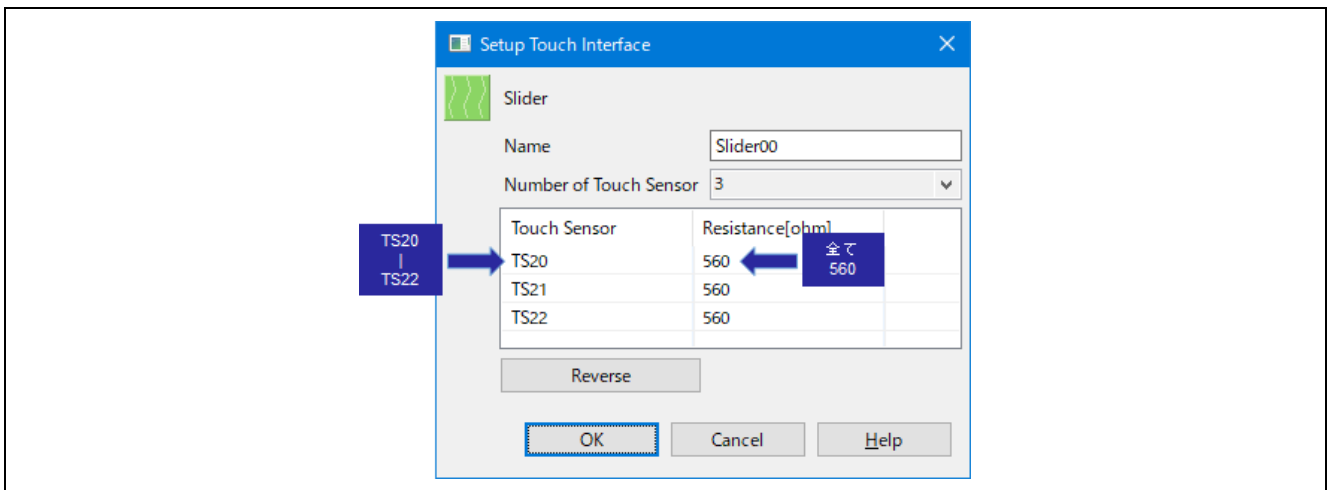 Setup Touch Interface
Slider
Name
Slider00
Number of Touch Sensor
3
Touch Sensor
Resistance[ohm]
TS20
|
TS22
TS20
560
全て
560
TS21
560
TS22
560
Reverse
OK
Cancel
Help